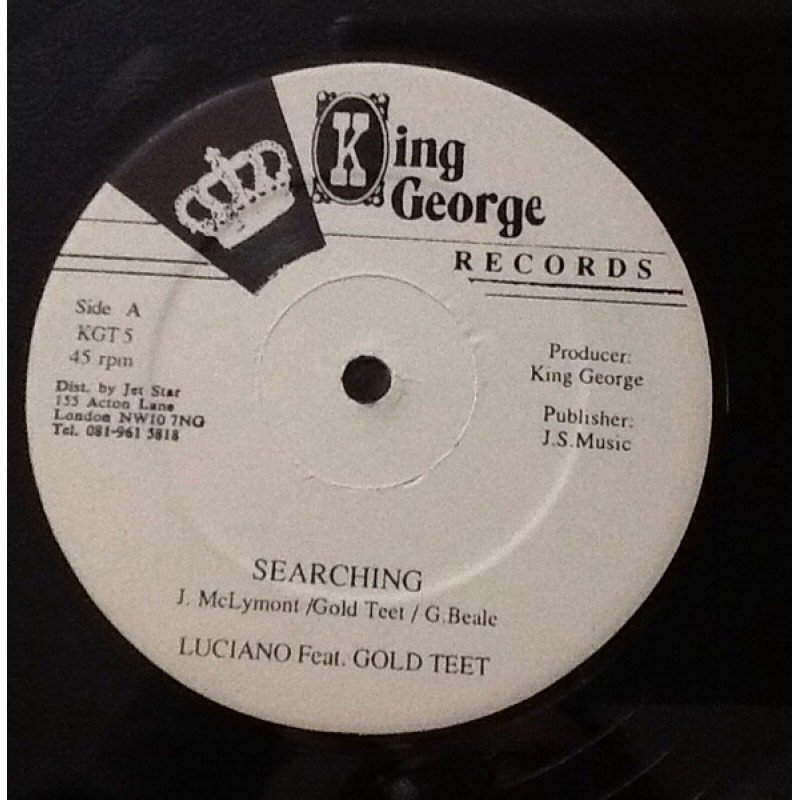 King
George
RECORDS
Side A
KGT 5
45 rpm
Dist. by Jet Star
155 Acton Lane
London NW10 7NG
Tel. 081-961 5818
Producer:
King George
Publisher:
J.S.Music
SEARCHING
J. McLymont /Gold Teet / G.Beale
LUCIANO Feat. GOLD TEET